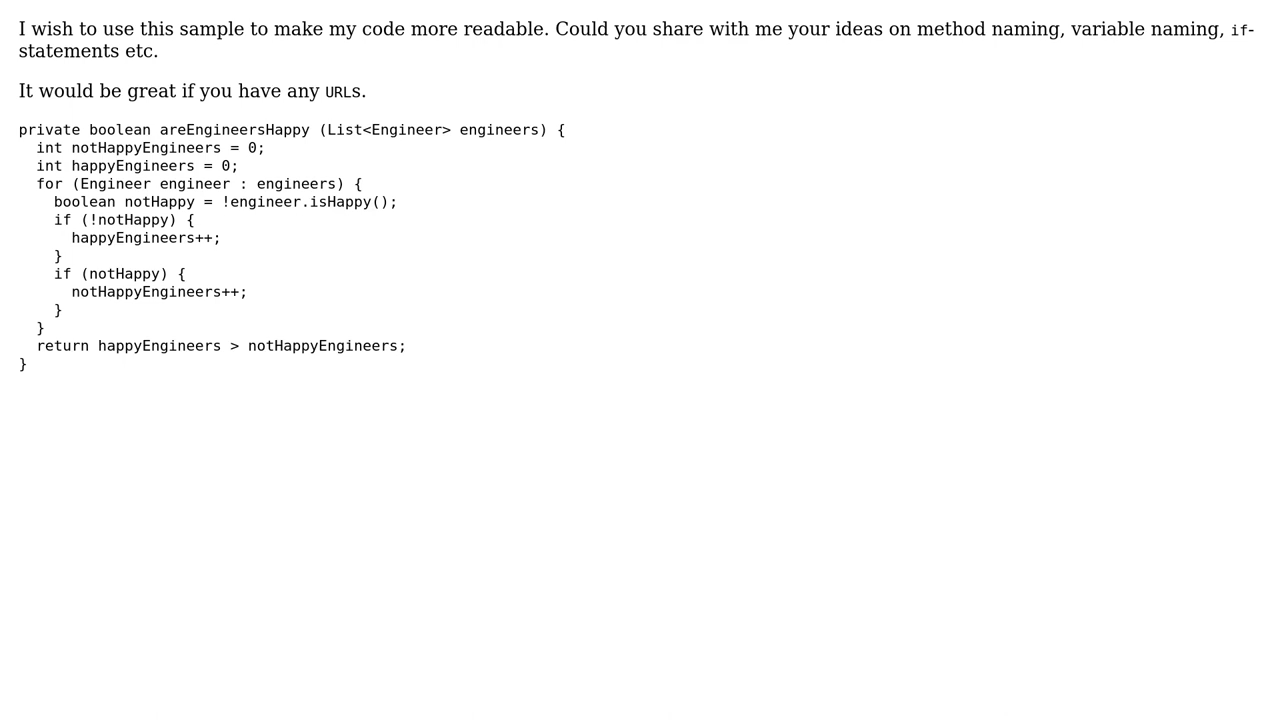 I wish to use this sample to make my code more readable. Could you share with me your ideas on method naming, variable naming, if-
statements etc.
It would be great if you have any URLs.
private boolean areEngineersHappy (List<Engineer> engineers) {
  int notHappyEngineers = 0;
  int happyEngineers = 0;
  for (Engineer engineer : engineers) {
    boolean notHappy = !engineer.isHappy();
    if (!notHappy) {
      happyEngineers++;
    }
    if (notHappy) {
      notHappyEngineers++;
    }
  }
  return happyEngineers > notHappyEngineers;
}